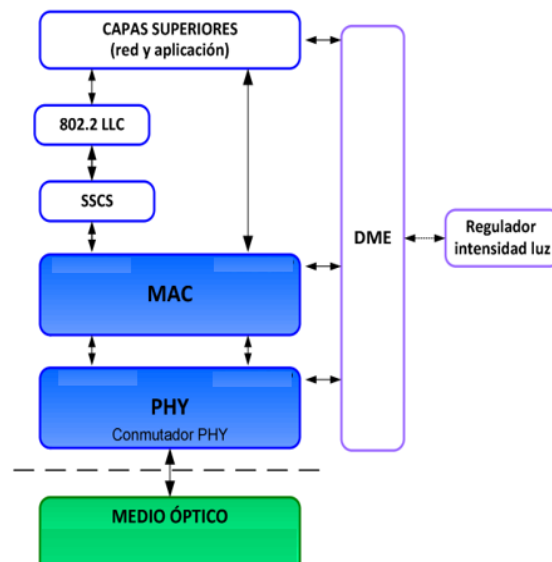 CAPAS SUPERIORES
(red y aplicación)
802.2 LLC
SSCS
DME
Regulador
intensidad luz
MAC
PHY
Conmutador PHY
MEDIO ÓPTICO